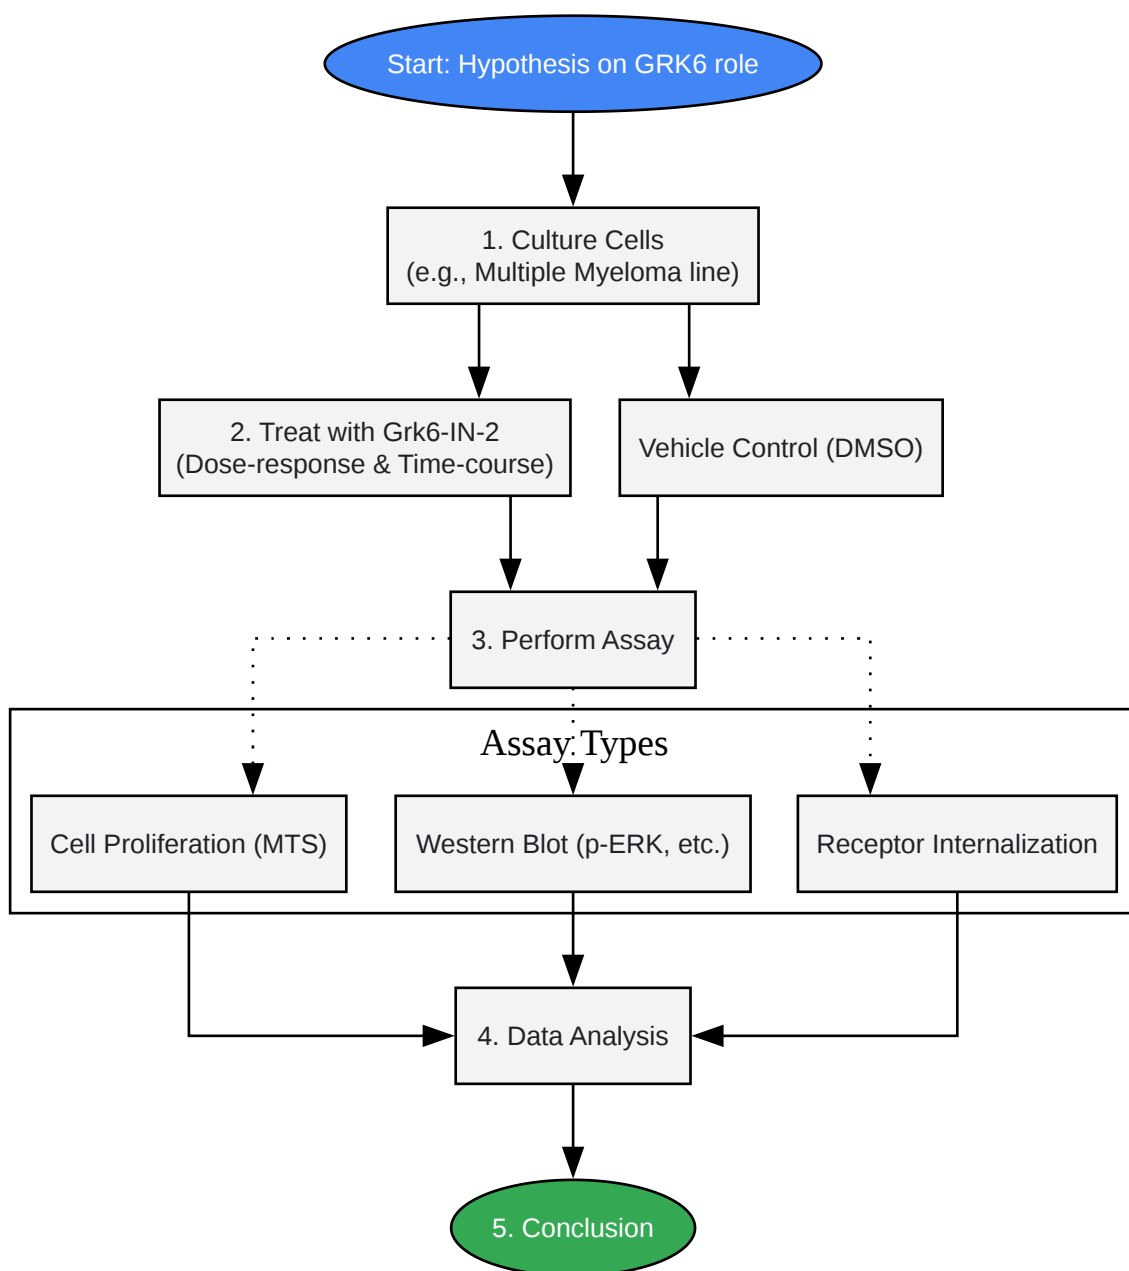 Start: Hypothesis on GRK6 role
1. Culture Cells
(e.g., Multiple Myeloma line)
2. Treat with Grk6-IN-2
(Dose-response & Time-course)
Vehicle Control (DMSO)
3. Perform Assay
Assay Types
Cell Proliferation (MTS)
Western Blot (p-ERK, etc.)
Receptor Internalization
4. Data Analysis
5. Conclusion